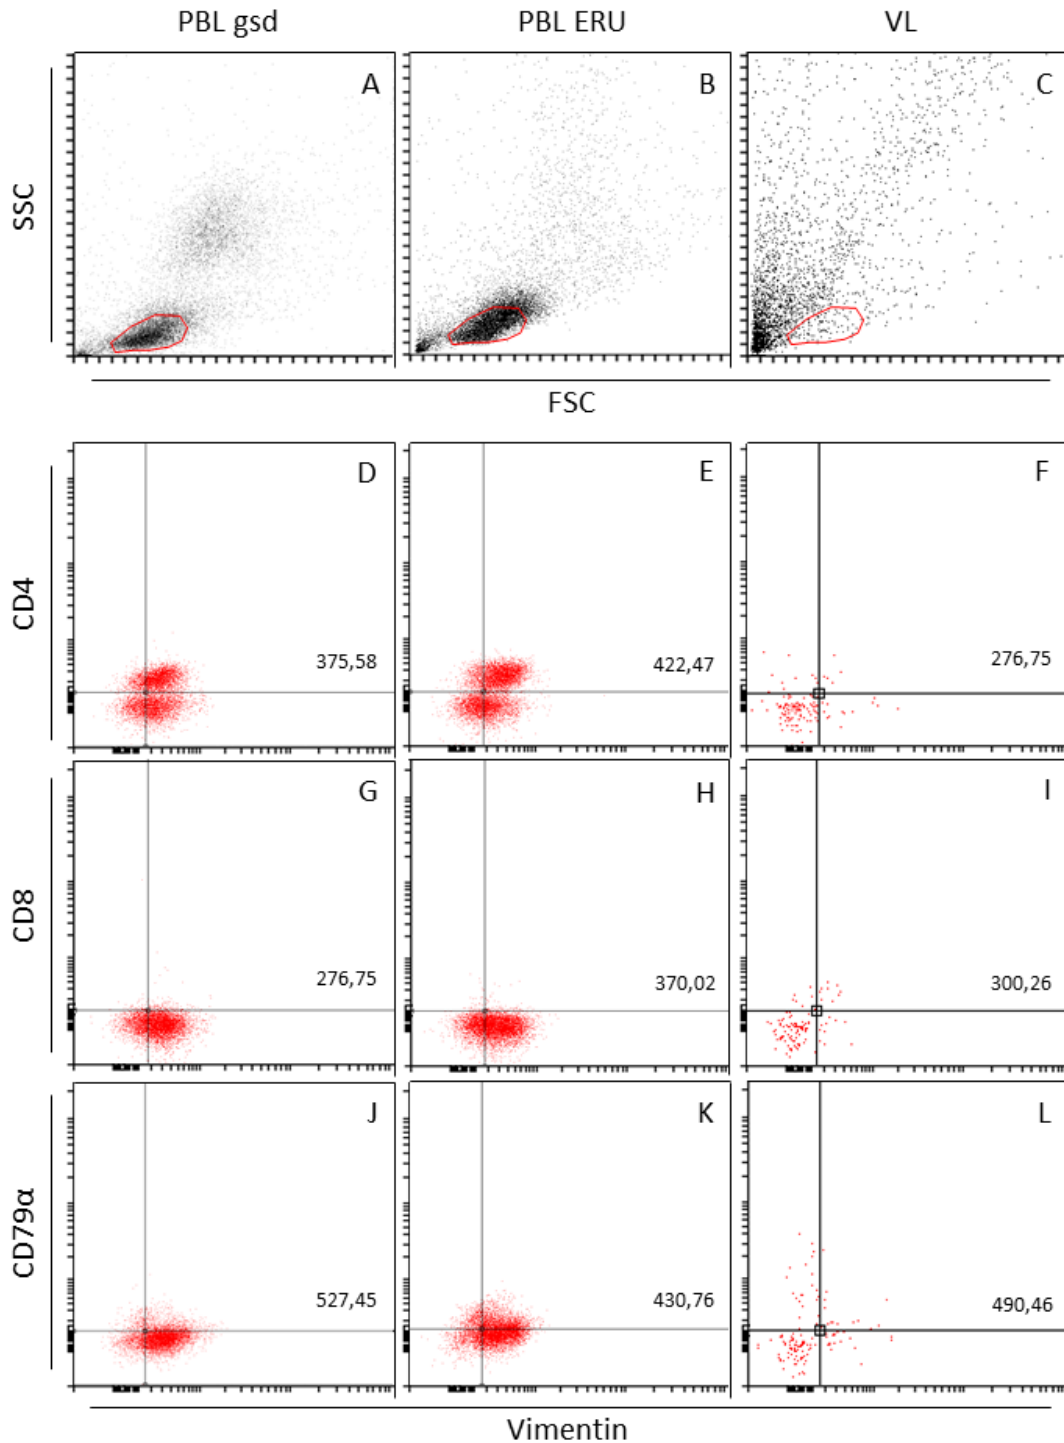 PBL gsd PBL ERU VL
SSC
A B C
FSC
CD4
D E F
375,58 422,47 276,75
CD8
G H I
276,75 370,02 300,26
CD79α
J K L
527,45 430,76 490,46
Vimentin